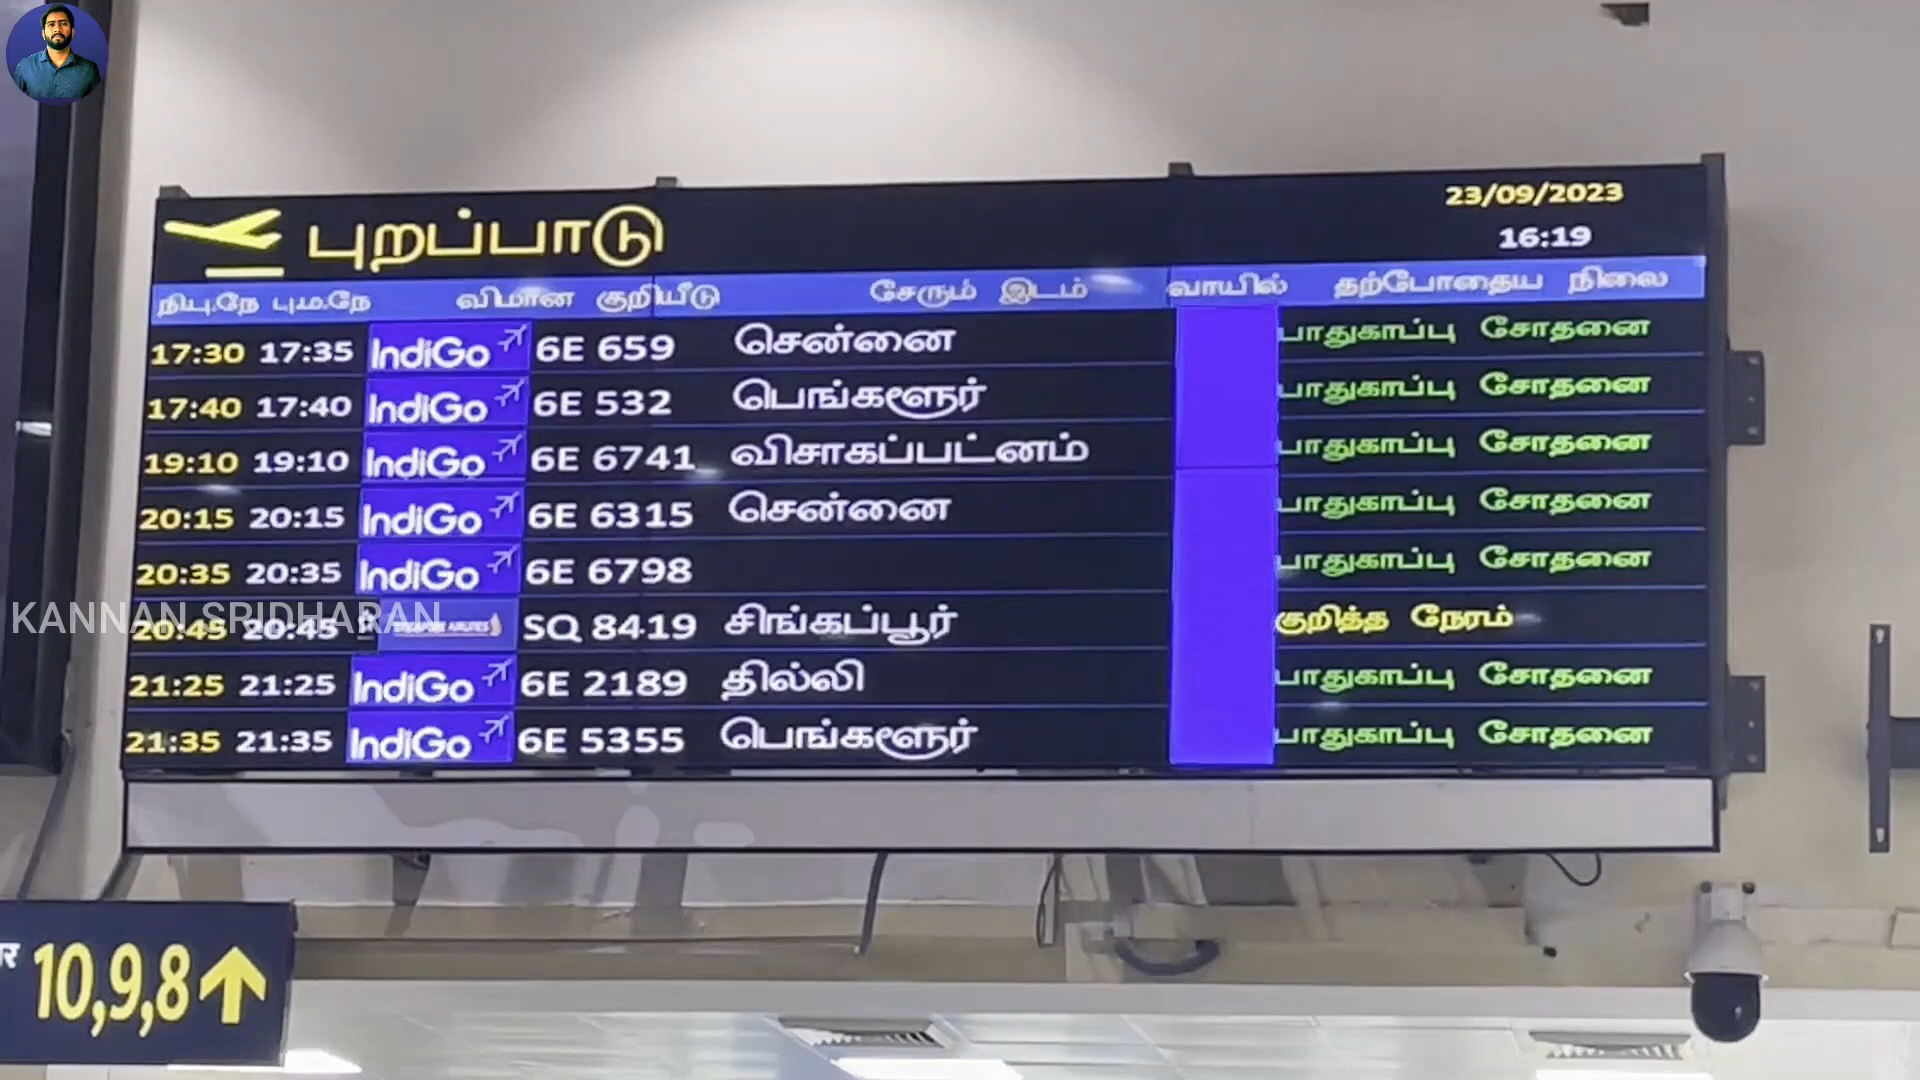 புறப்பாடு
23/09/2023
16:19
நி.பு.நே பு.ம.நே விமான குறியீடு சேரும் இடம் வாயில் தற்போதைய நிலை
17:30 17:35 IndiGo 6E 659 சென்னை பாதுகாப்பு சோதனை
17:40 17:40 IndiGo 6E 532 பெங்களூர் பாதுகாப்பு சோதனை
19:10 19:10 IndiGo 6E 6741 விசாகப்பட்னம் பாதுகாப்பு சோதனை
20:15 20:15 IndiGo 6E 6315 சென்னை பாதுகாப்பு சோதனை
20:35 20:35 IndiGo 6E 6798 பாதுகாப்பு சோதனை
20:45 20:45 SINGAPORE AIRLINES SQ 8419 சிங்கப்பூர் குறித்த நேரம்
21:25 21:25 IndiGo 6E 2189 தில்லி பாதுகாப்பு சோதனை
21:35 21:35 IndiGo 6E 5355 பெங்களூர் பாதுகாப்பு சோதனை
KANNAN SRIDHARAN
10,9,8